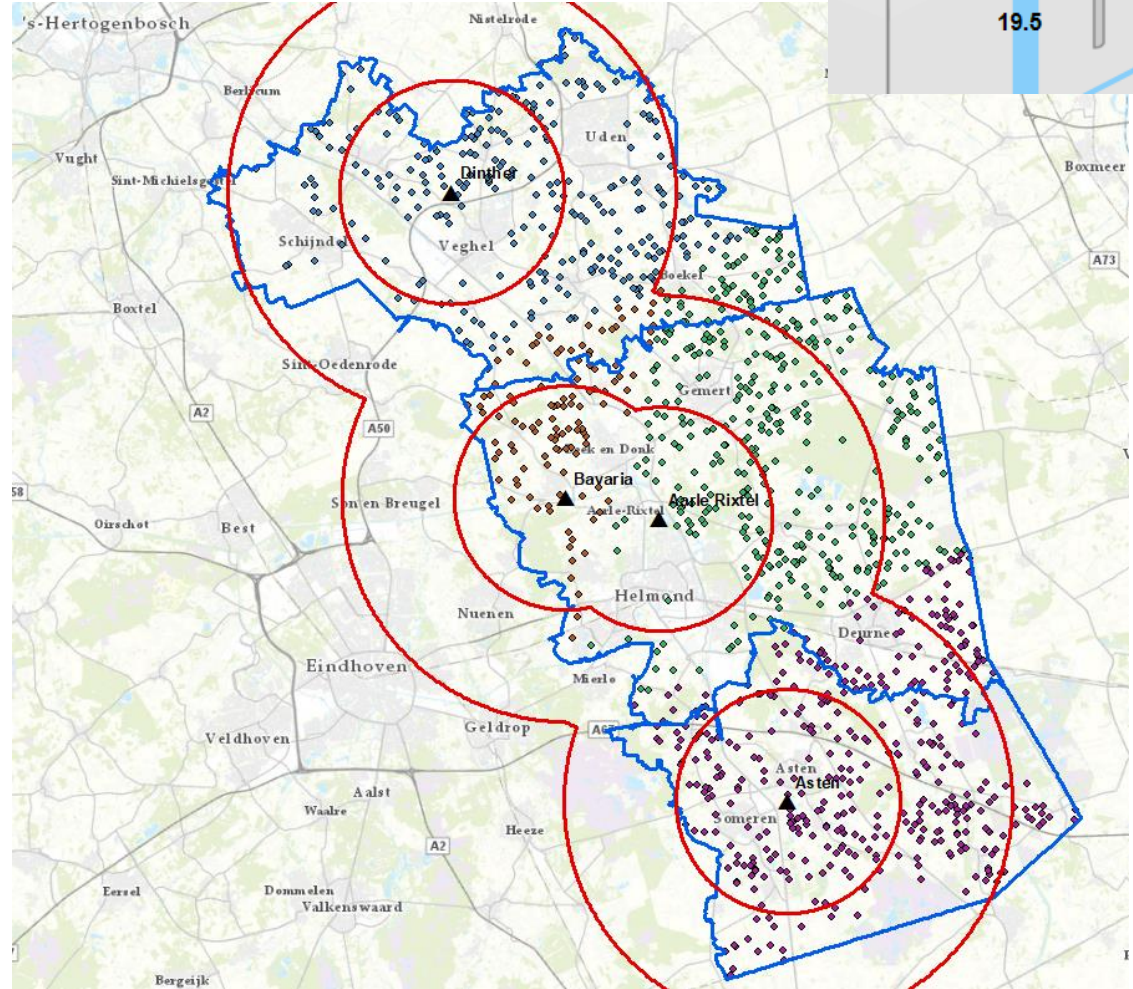 's-Hertogenbosch
Nistelrode
19.5
Berlicum
Uden
Vught
Sint-Michielsgestel
Dinther
Boxmeer
Schijndel
Veghel
A73
Boekel
Boxtel
Sint-Oedenrode
Gemert
A2
A50
ek en Donk
Bavaria
58
Son en Breugel
Aarle Rixtel
Aarle-Rixtel
Oirschot
Best
Nuenen
Helmond
Deurne
Eindhoven
Mierlo
Geldrop
A67
Veldhoven
Asten
Asten
Aalst
Waalre
Someren
Heeze
A2
Eersel
Dommelen
Valkenswaard
Bergeijk